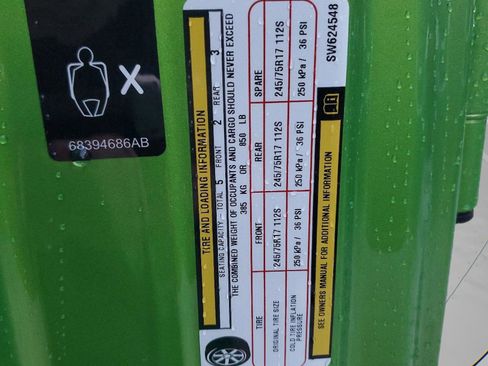 X
68394686AB
TIRE AND LOADING INFORMATION
SEATING CAPACITY - TOTAL 5 FRONT 2 REAR 3
THE COMBINED WEIGHT OF OCCUPANTS AND CARGO SHOULD NEVER EXCEED
385 KG OR 850 LB
TIRE FRONT REAR SPARE
ORIGINAL TIRE SIZE 245/75R17 112S 245/75R17 112S 245/75R17 112S
COLD TIRE INFLATION
PRESSURE 250 kPa / 36 PSI 250 kPa / 36 PSI 250 kPa / 36 PSI
SEE OWNERS MANUAL FOR ADDITIONAL INFORMATION
SW624548